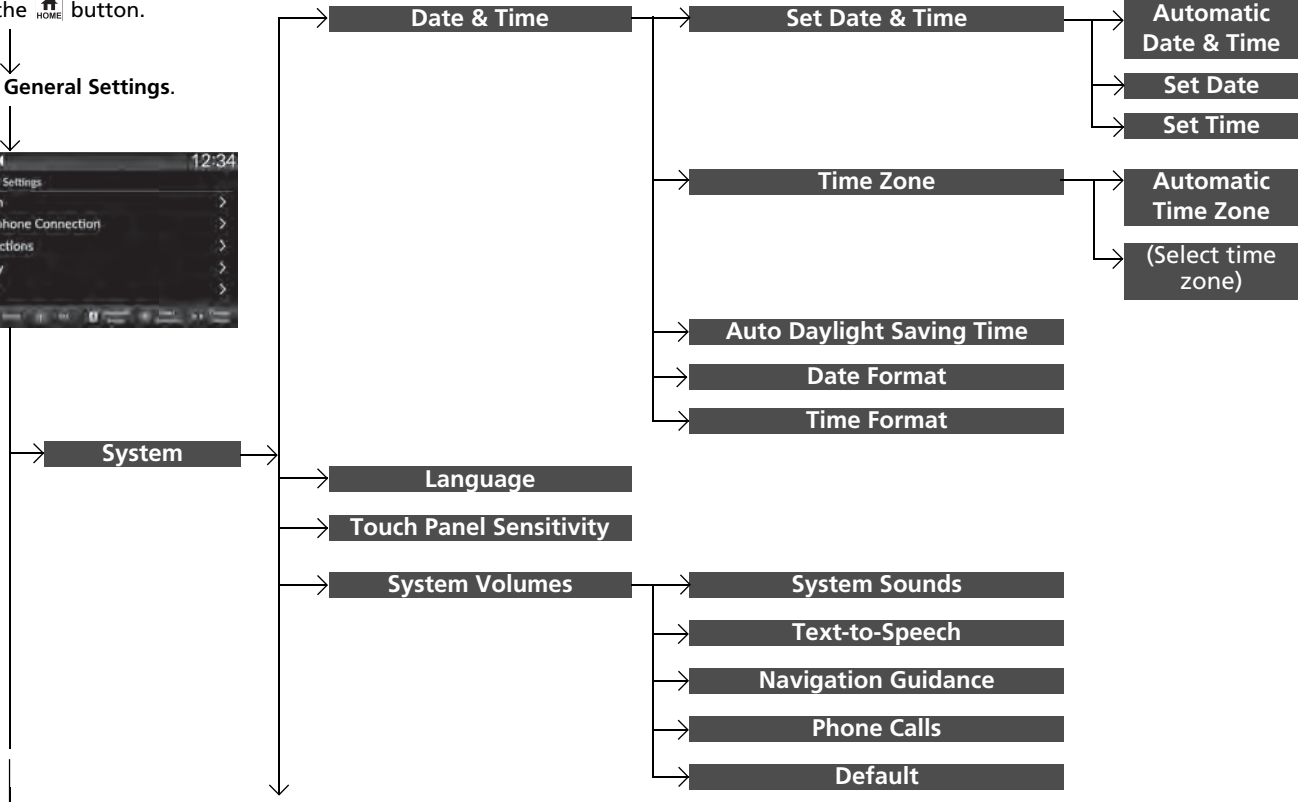 the HOME button.
General Settings.
12:34
Settings
phone Connection
System
Date & Time
Set Date & Time
Automatic
Date & Time
Set Date
Set Time
Time Zone
Automatic
Time Zone
(Select time
zone)
Auto Daylight Saving Time
Date Format
Time Format
Language
Touch Panel Sensitivity
System Volumes
System Sounds
Text-to-Speech
Navigation Guidance
Phone Calls
Default